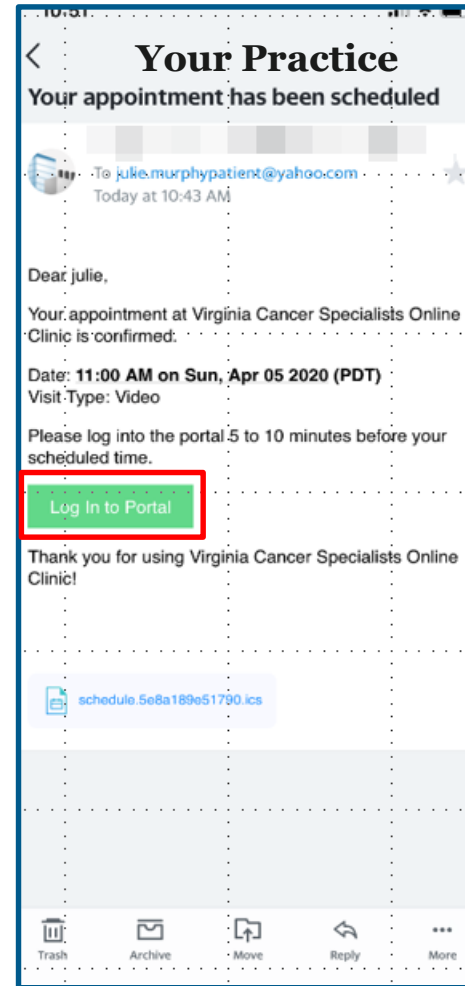 10:51
Your Practice
Your appointment has been scheduled
To julie.murphypatient@yahoo.com
Today at 10:43 AM
Dear julie,
Your appointment at Virginia Cancer Specialists Online
Clinic is confirmed:
Date: 11:00 AM on Sun, Apr 05 2020 (PDT)
Visit Type: Video
Please log into the portal 5 to 10 minutes before your
scheduled time.
Log In to Portal
Thank you for using Virginia Cancer Specialists Online
Clinic!
schedule.5e8a189e51790.ics
Trash
Archive
Move
Reply
More